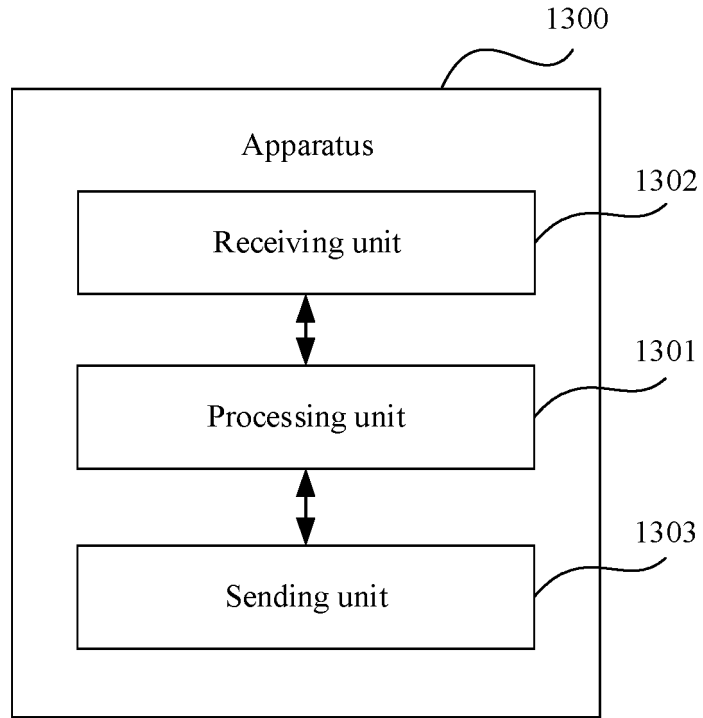 1300
Apparatus
1302
Receiving unit
1301
Processing unit
1303
Sending unit